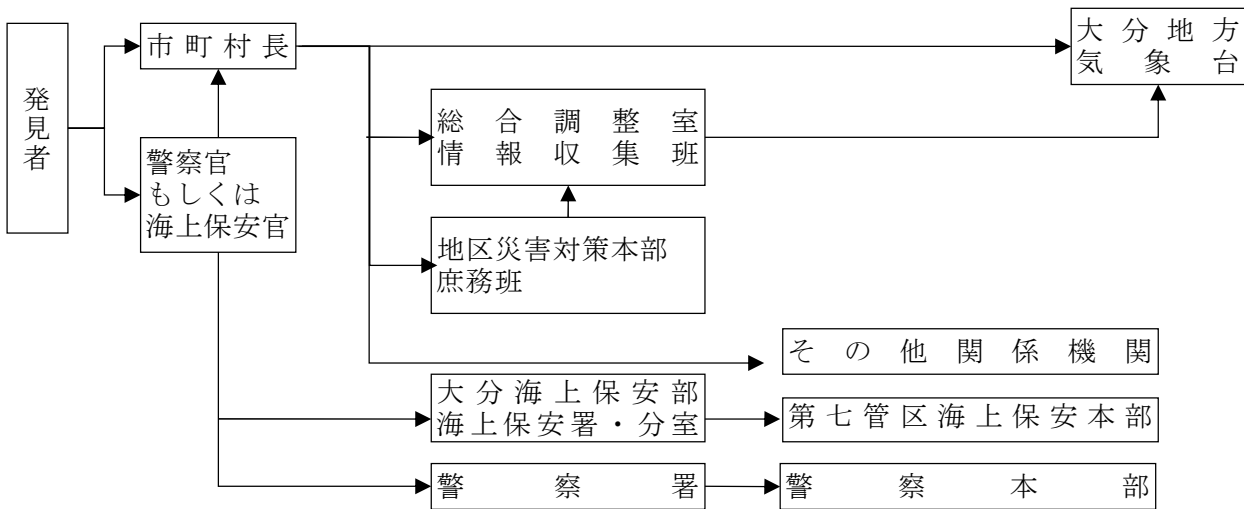 発見者
市町村長
大分地方
気象台
警察官
もしくは
海上保安官
総合調整室
情報収集班
地区災害対策本部
庶務班
その他関係機関
大分海上保安部
海上保安署・分室
第七管区海上保安本部
警察署
警察本部